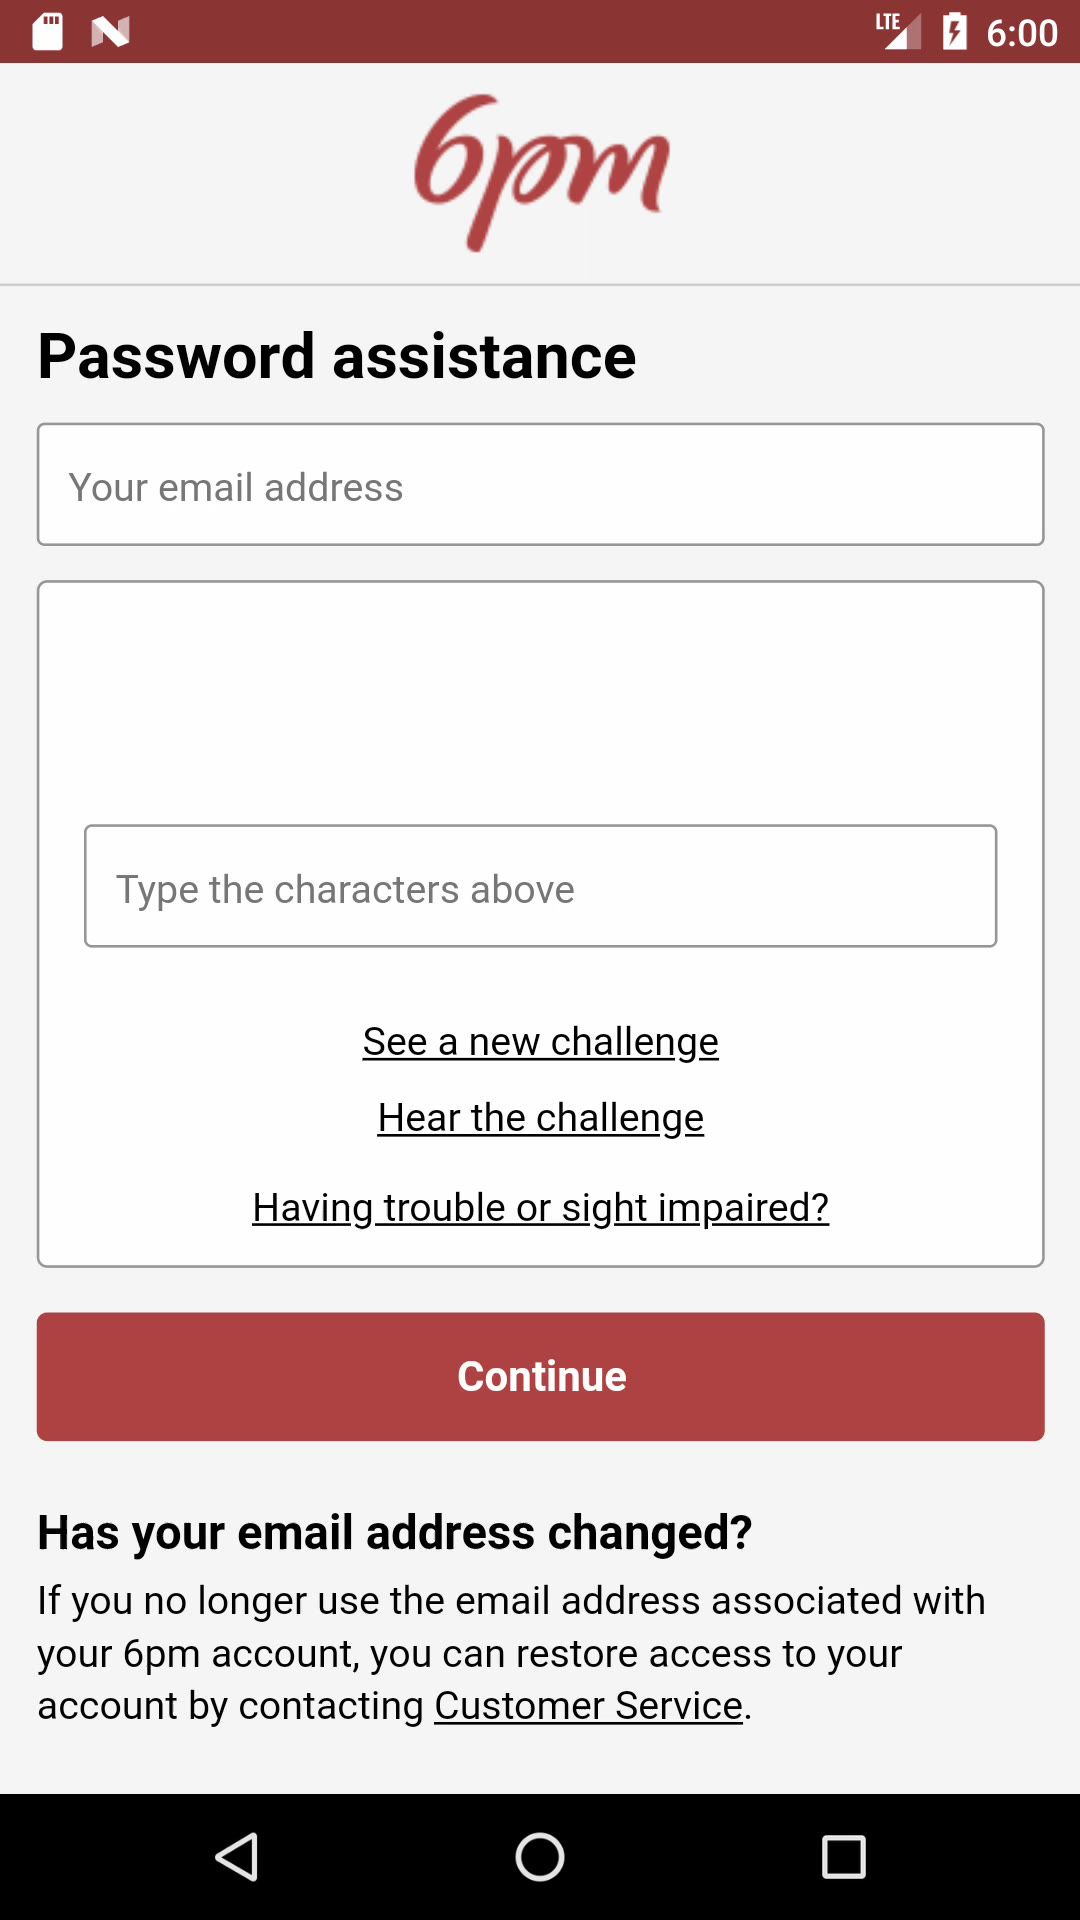 LTE 6:00
6pm
Password assistance
Your email address
Type the characters above
See a new challenge
Hear the challenge
Having trouble or sight impaired?
Continue
Has your email address changed?
If you no longer use the email address associated with
your 6pm account, you can restore access to your
account by contacting Customer Service.